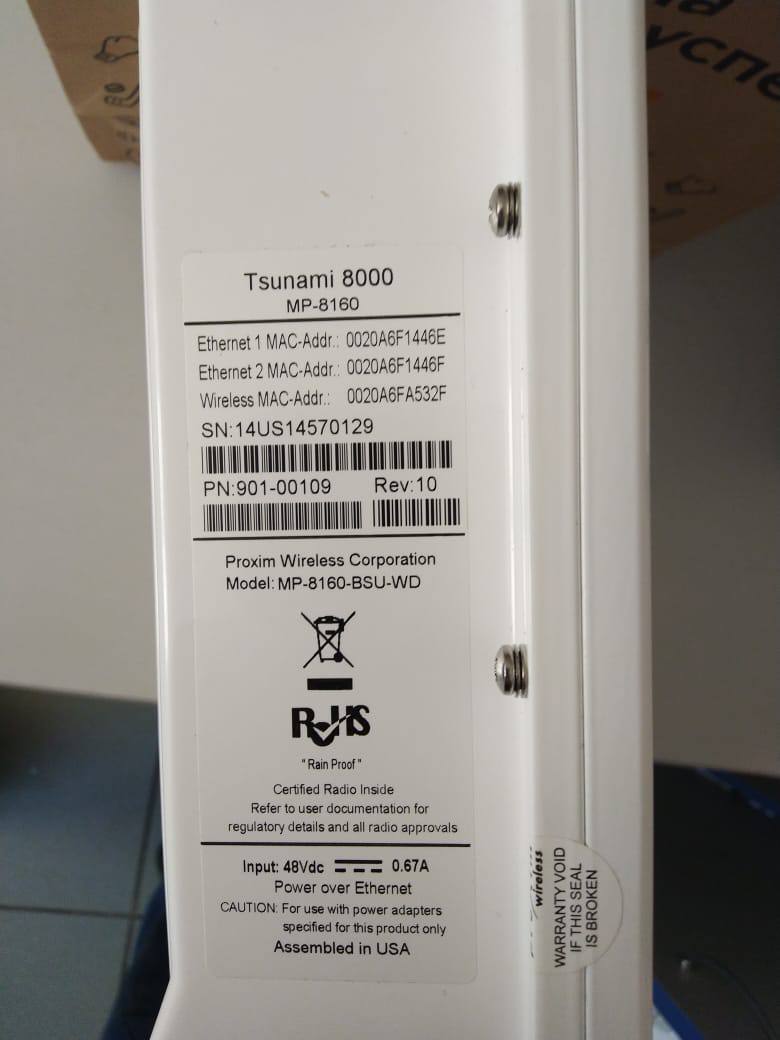 Tsunami 8000
MP-8160
Ethernet 1 MAC-Addr.: 0020A6F1446E
Ethernet 2 MAC-Addr.: 0020A6F1446F
Wireless MAC-Addr.: 0020A6FA532F
SN:14US14570129
PN:901-00109 Rev:10
Proxim Wireless Corporation
Model: MP-8160-BSU-WD
RoHS
"Rain Proof"
Certified Radio Inside
Refer to user documentation for
regulatory details and all radio approvals
Input: 48Vdc 0.67A
Power over Ethernet
CAUTION: For use with power adapters
specified for this product only
Assembled in USA
wireless
WARRANTY VOID
IF THIS SEAL
IS BROKEN